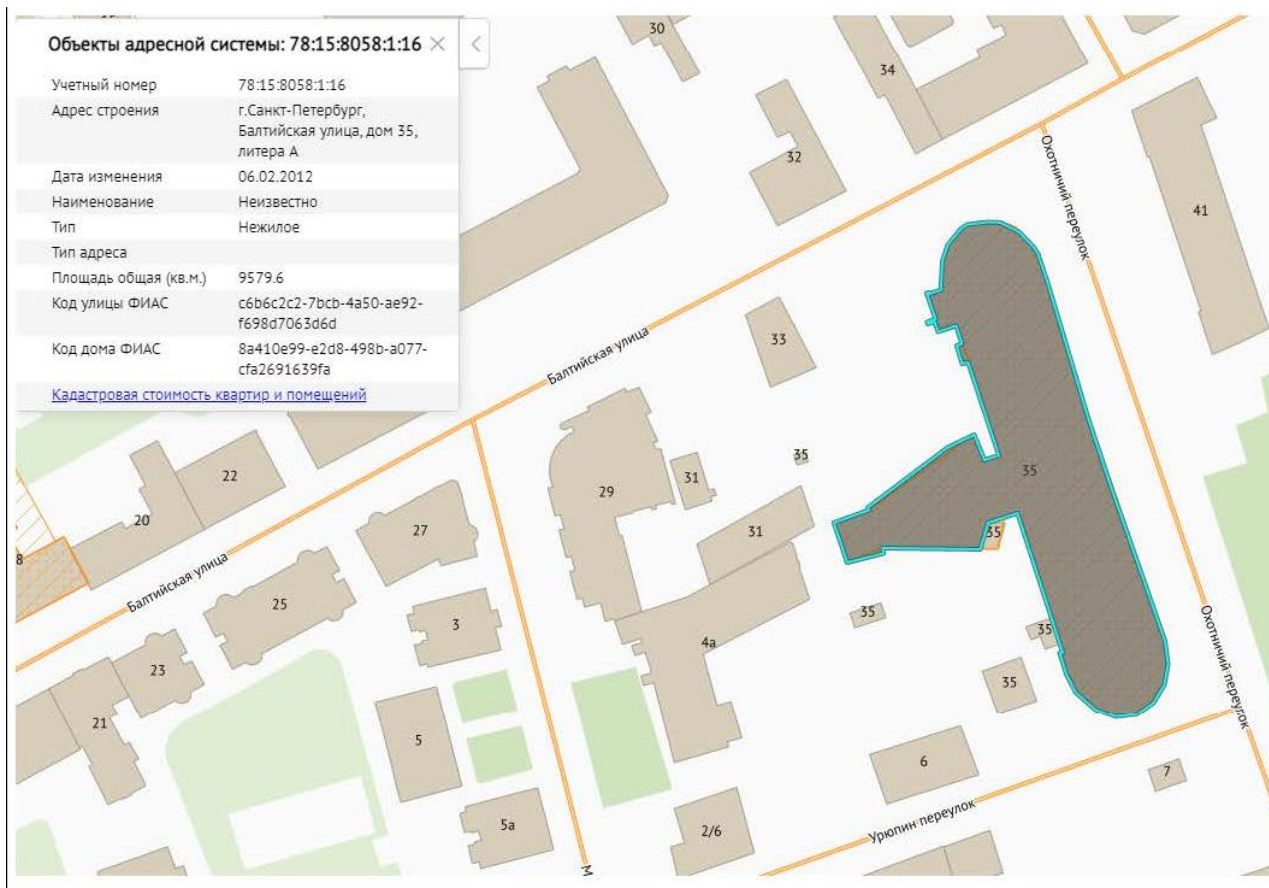 Объекты адресной системы: 78:15:8058:1:16
Учетный номер 78:15:8058:1:16
Адрес строения г.Санкт-Петербург,
Балтийская улица, дом 35,
литера А
Дата изменения 06.02.2012
Наименование Неизвестно
Тип Нежилое
Тип адреса
Площадь общая (кв.м.) 9579.6
Код улицы ФИАС c6b6c2c2-7bcb-4a50-ae92-
f698d7063d6d
Код дома ФИАС 8a410e99-e2d8-498b-a077-
cfa2691639fa
Кадастровая стоимость квартир и помещений
30
34
32
Охотничий переулок
41
33
Балтийская улица
35
31
29
35
22
20
27
31
35
8
Балтийская улица
25
3
4а
35
35
Охотничий переулок
23
35
21
5
6
7
5а
2/6
Урюпин переулок
М